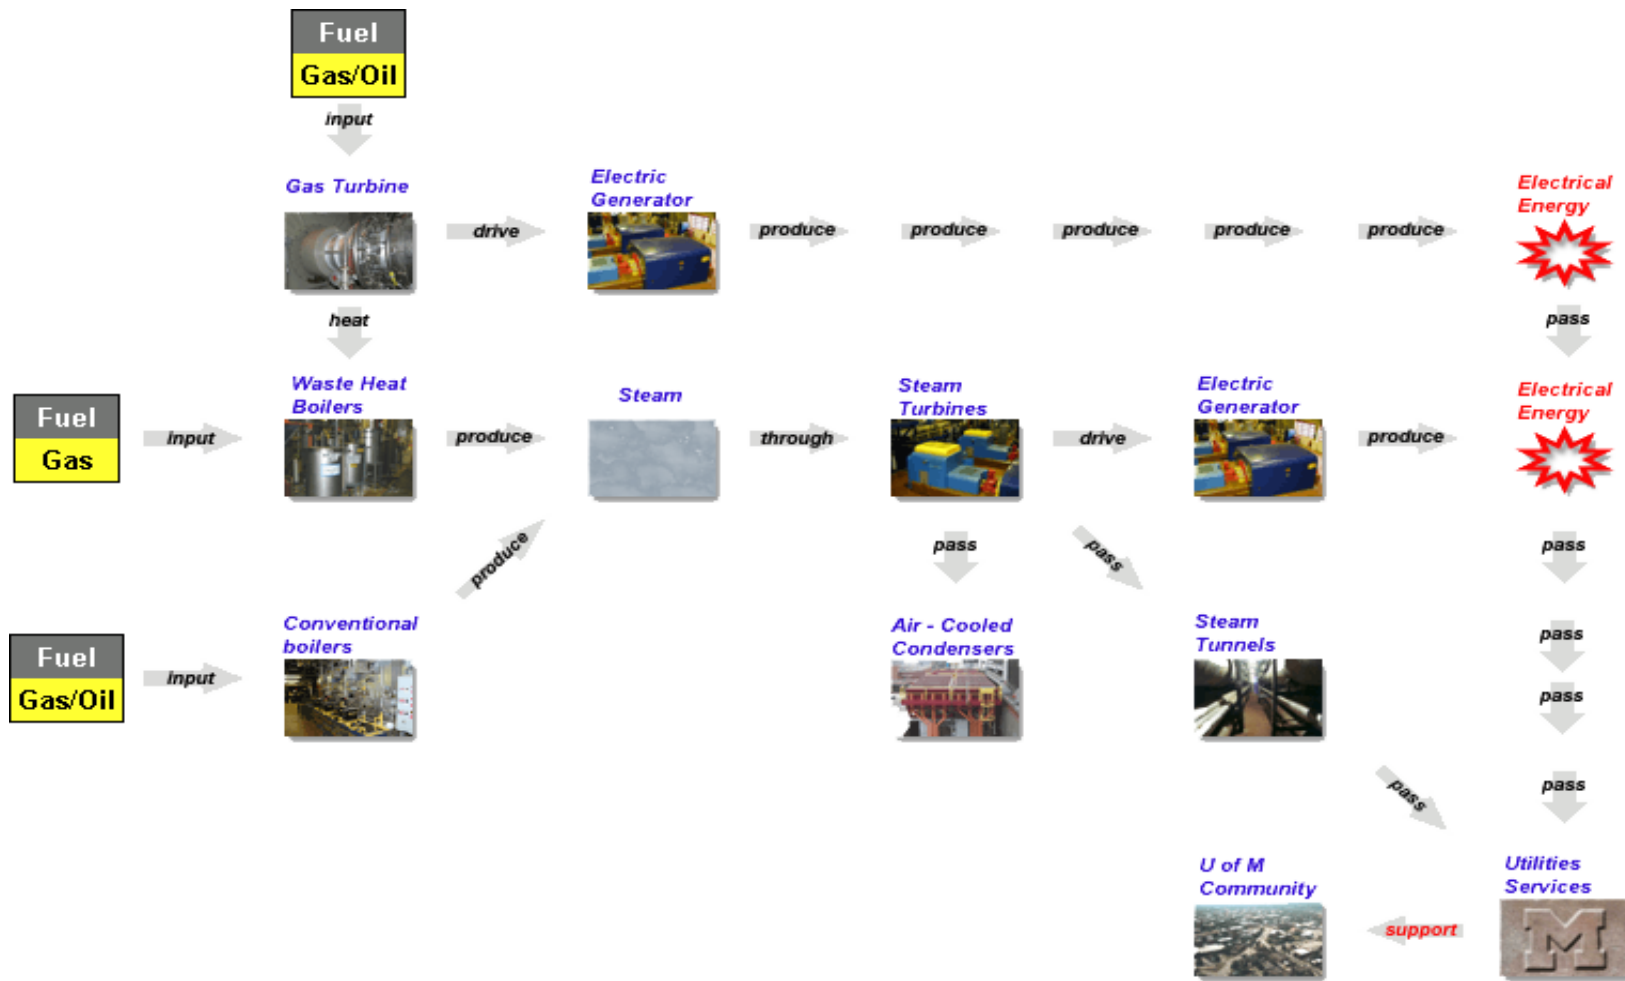 Fuel
Gas/Oil
input
Gas Turbine
drive
Electric
Generator
produce
produce
produce
produce
produce
Electrical
Energy
heat
pass
Fuel
Gas
input
Waste Heat
Boilers
produce
Steam
through
Steam
Turbines
drive
Electric
Generator
produce
Electrical
Energy
produce
pass
pass
pass
Fuel
Gas/Oil
input
Conventional
boilers
Air - Cooled
Condensers
Steam
Tunnels
pass
pass
pass
pass
U of M
Community
support
Utilities
Services
M